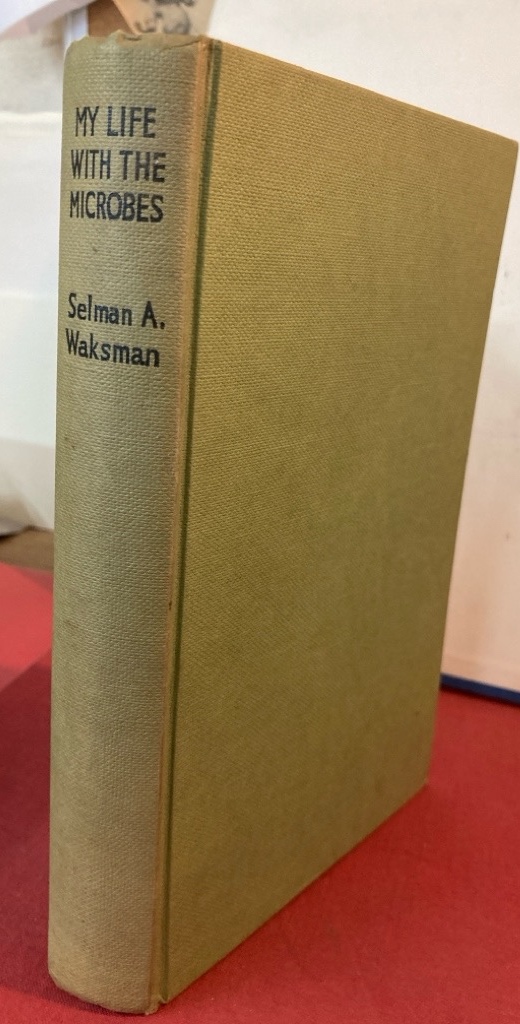 MY LIFE
WITH THE
MICROBES
Selman A.
Waksman